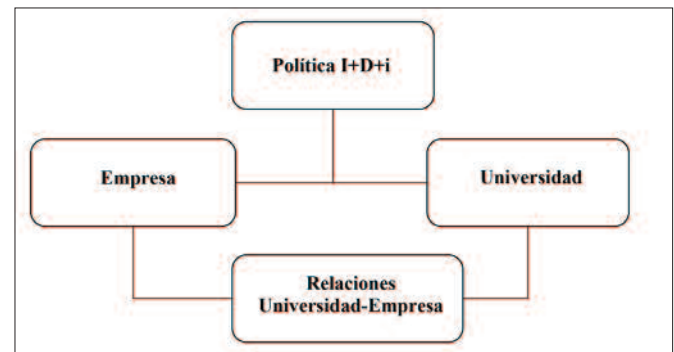 Política I+D+i
Empresa
Universidad
Relaciones
Universidad-Empresa